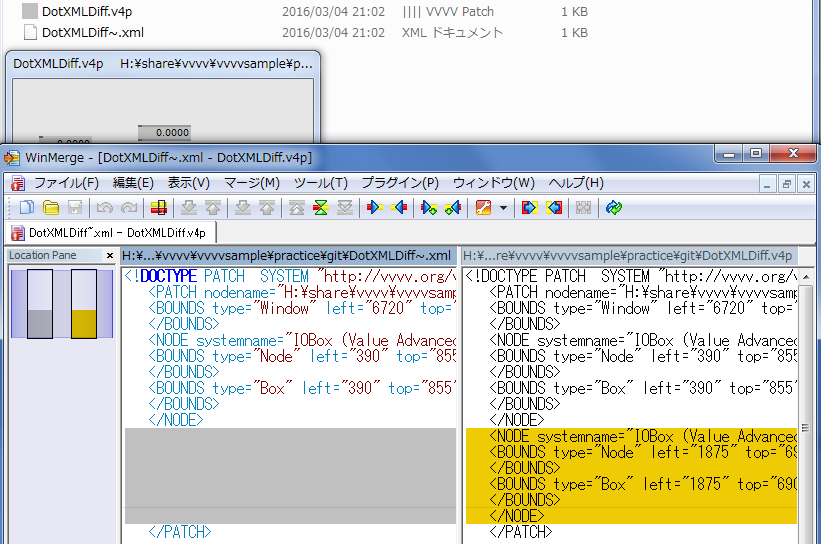 DotXMLDiff.v4p 2016/03/04 21:02 |||| VVVV Patch 1 KB
DotXMLDiff~.xml 2016/03/04 21:02 XML ドキュメント 1 KB
DotXMLDiff.v4p H:¥share¥vvvv¥vvvvsample¥p...
0.0000
WinMerge - [DotXMLDiff~.xml - DotXMLDiff.v4p]
ファイル(F) 編集(E) 表示(V) マージ(M) ツール(T) プラグイン(P) ウィンドウ(W) ヘルプ(H)
DotXMLDiff~.xml - DotXMLDiff.v4p
Location Pane
H:¥...¥vvvv¥vvvvsample¥practice¥git¥DotXMLDiff~.xml
<!DOCTYPE PATCH  SYSTEM "http://vvvv.org/
<PATCH nodename="H:¥share¥vvvv¥vvvvsam
<BOUNDS type="Window" left="6720" top=
</BOUNDS>
<NODE systemname="IOBox (Value Advance
<BOUNDS type="Node" left="390" top="855
</BOUNDS>
<BOUNDS type="Box" left="390" top="855
</BOUNDS>
</NODE>
</PATCH>
H:¥...re¥vvvv¥vvvvsample¥practice¥git¥DotXMLDiff.v4p
<!DOCTYPE PATCH  SYSTEM "http://vvvv.org/
<PATCH nodename="H:¥share¥vvvv¥vvvvsam
<BOUNDS type="Window" left="6720" top=
</BOUNDS>
<NODE systemname="IOBox (Value Advance
<BOUNDS type="Node" left="390" top="855
</BOUNDS>
<BOUNDS type="Box" left="390" top="855
</BOUNDS>
</NODE>
<NODE systemname="IOBox (Value Advance
<BOUNDS type="Node" left="1875" top="69
</BOUNDS>
<BOUNDS type="Box" left="1875" top="690
</BOUNDS>
</NODE>
</PATCH>